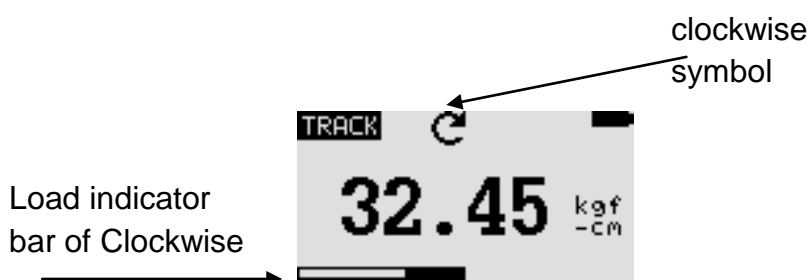 clockwise
symbol
TRACK
32.45 kgf
-cm
Load indicator
bar of Clockwise